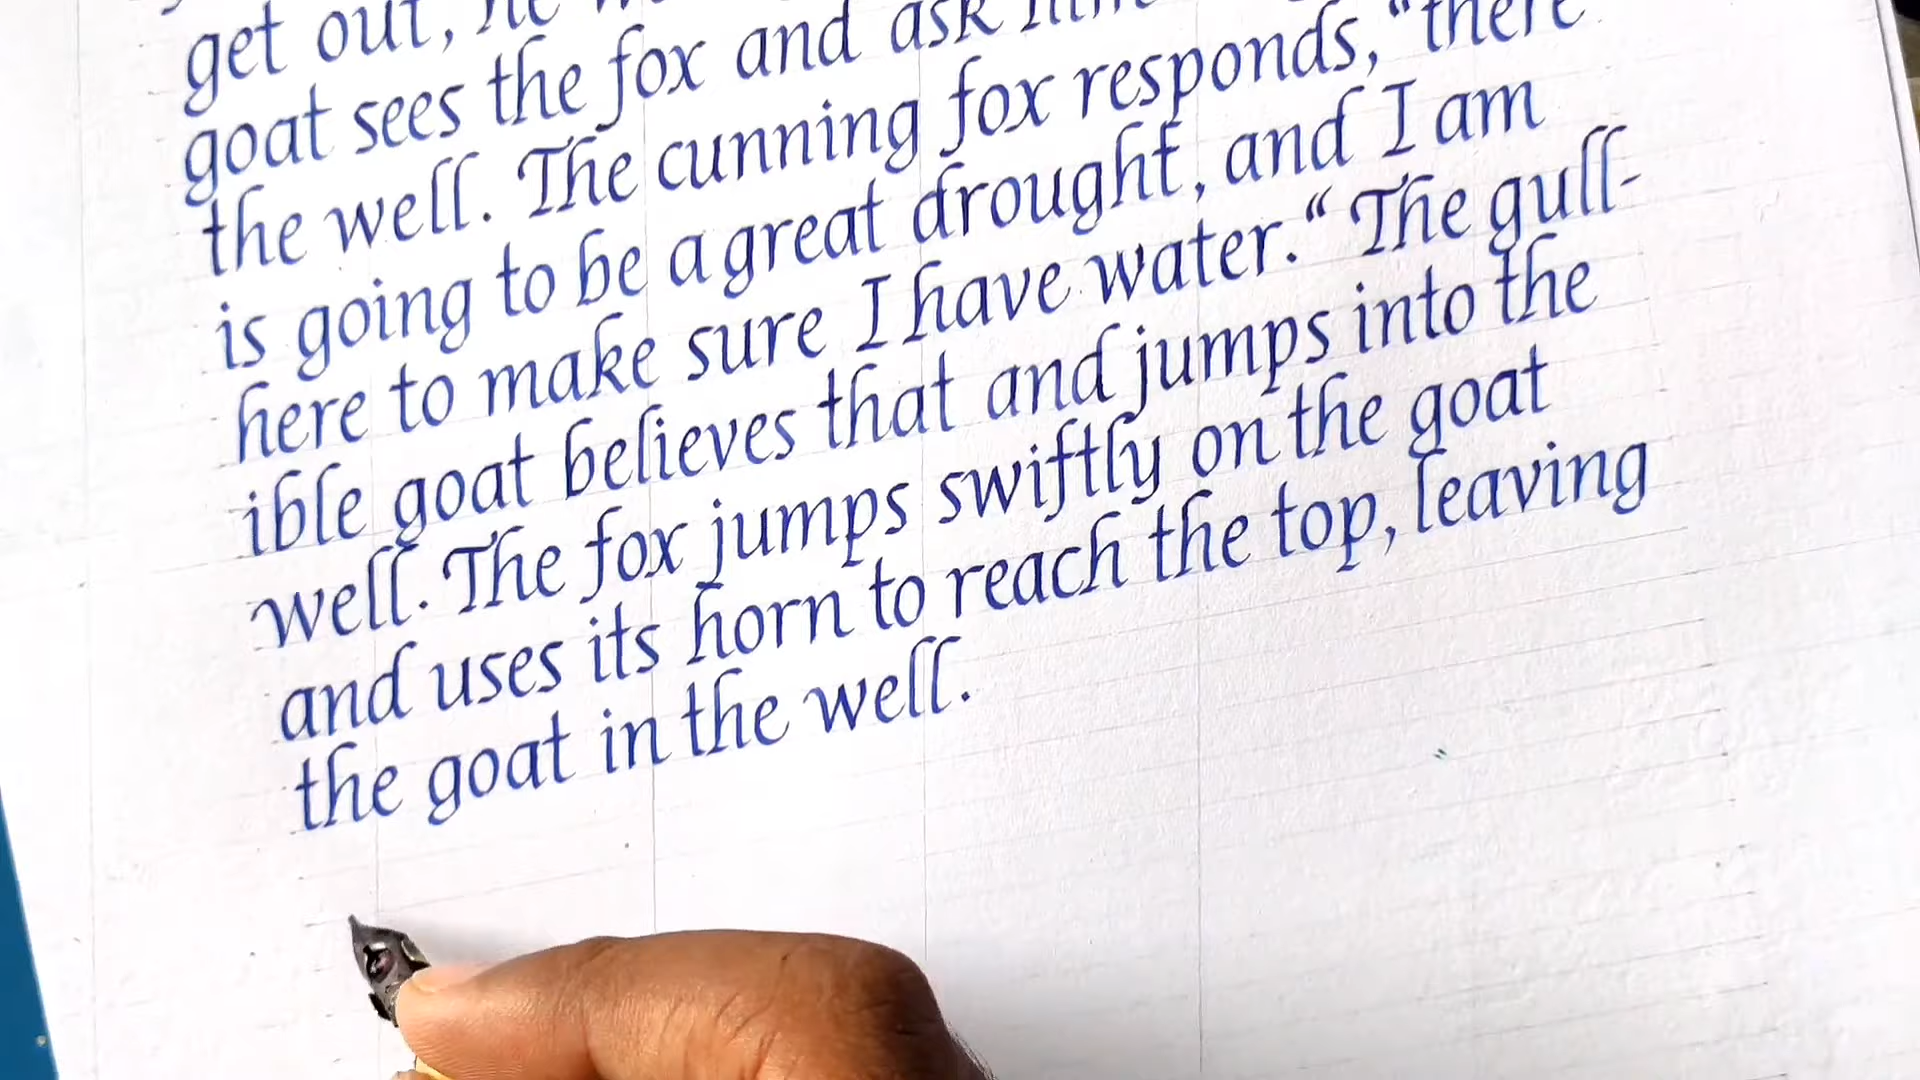 get out, he
goat sees the fox and ask him
the well. The cunning fox responds, “there
is going to be a great drought, and I am
here to make sure I have water.“ The gull-
ible goat believes that and jumps into the
well. The fox jumps swiftly on the goat
and uses its horn to reach the top, leaving
the goat in the well.